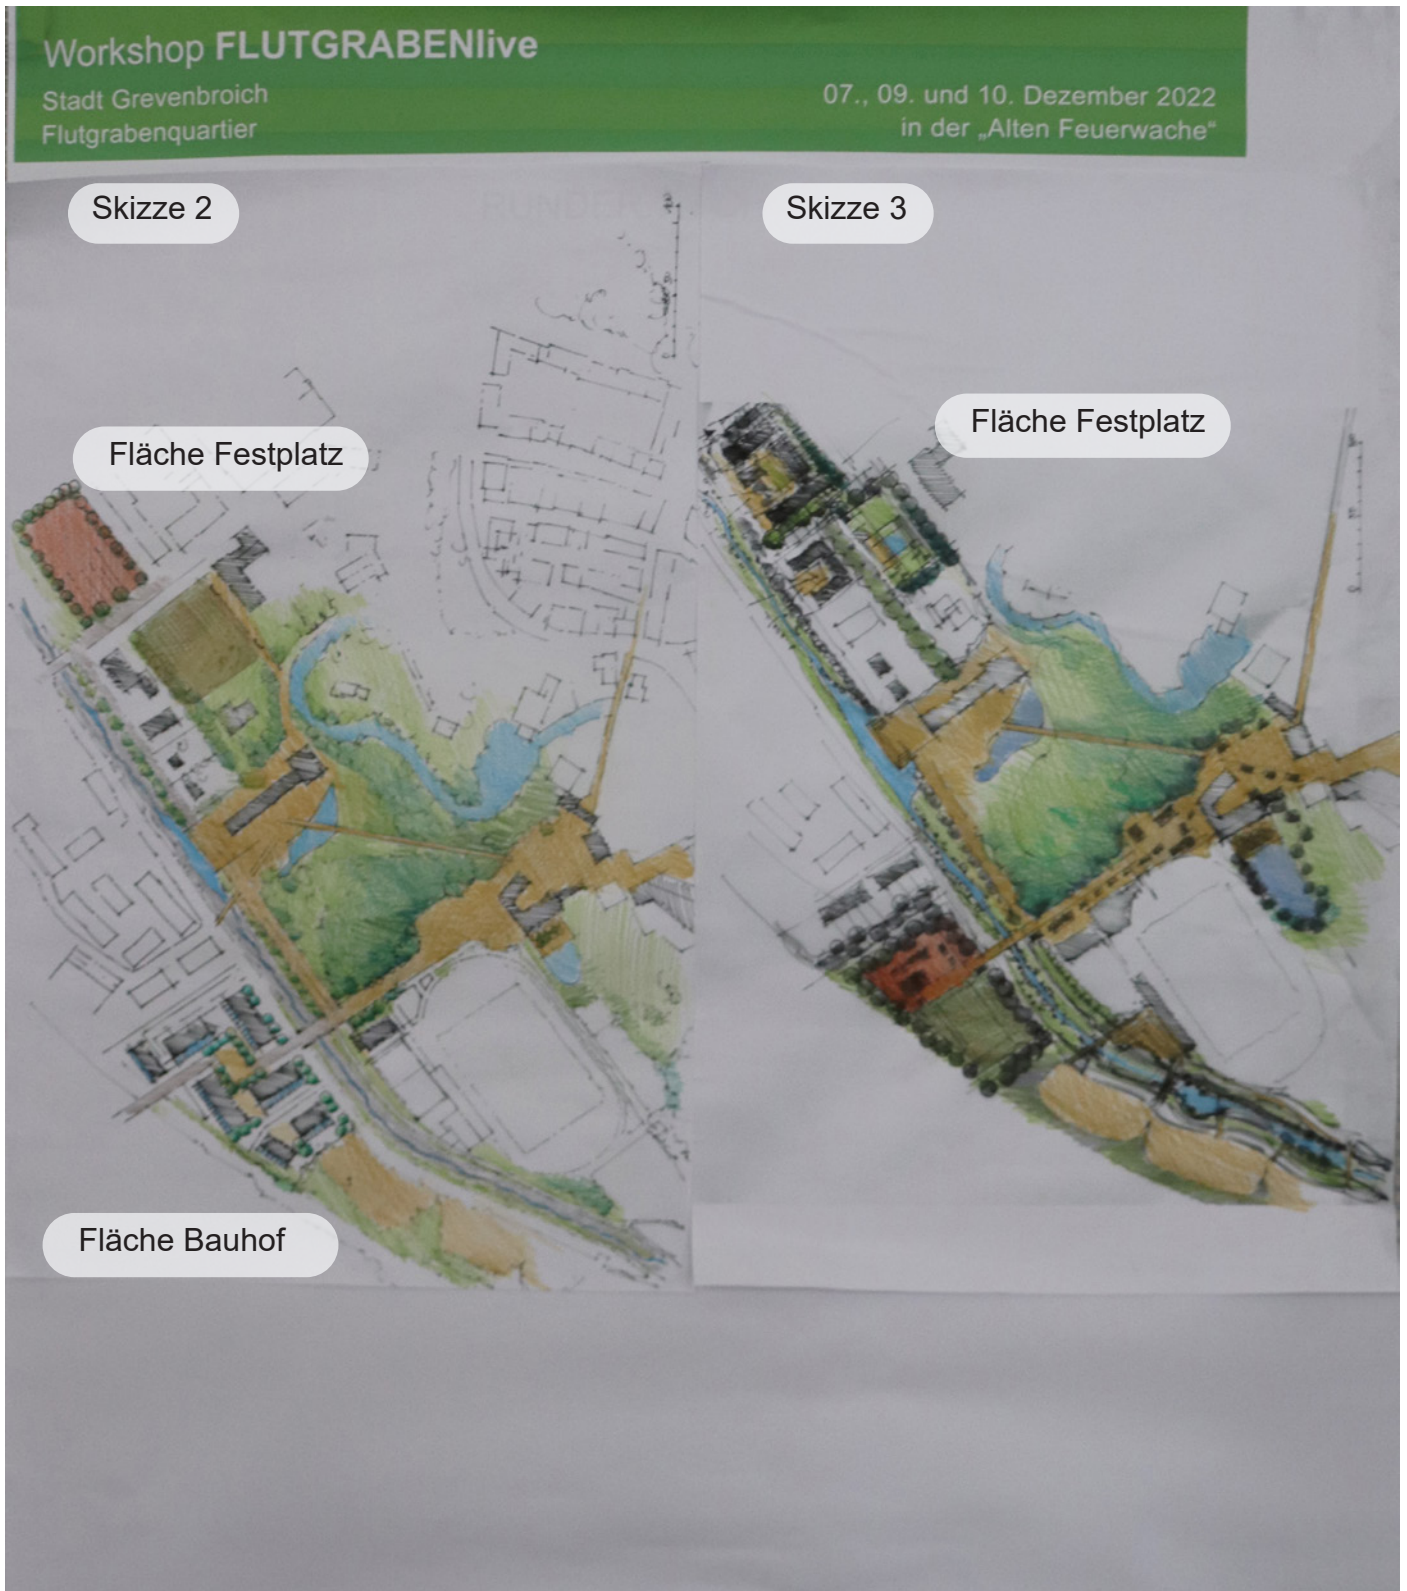 Workshop FLUTGRABENlive
Stadt Grevenbroich
Flutgrabenquartier
07., 09. und 10. Dezember 2022
in der „Alten Feuerwache“
Skizze 2
Skizze 3
Fläche Festplatz
Fläche Festplatz
Fläche Bauhof